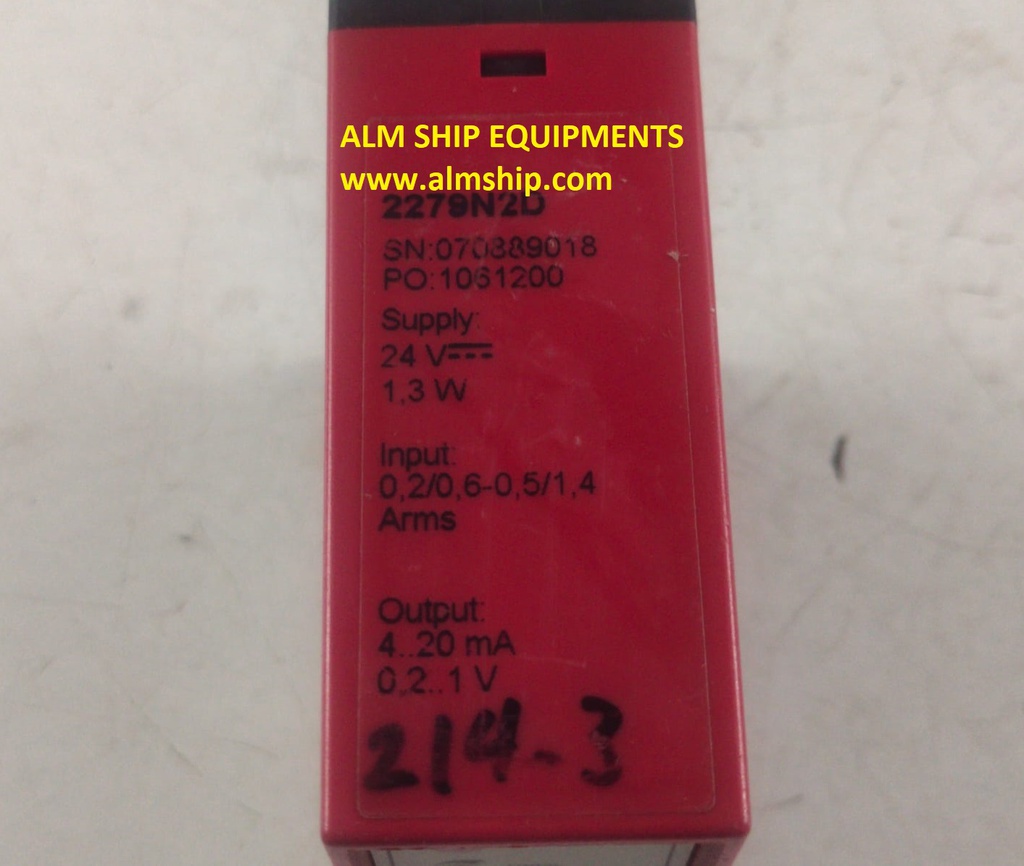 ALM SHIP EQUIPMENTS
www.almship.com
2279N2D
SN:070889018
PO:1061200
Supply:
24 V
1,3 W
Input:
0,2/0,6-0,5/1,4
Arms
Output:
4..20 mA
0,2..1 V
214-3